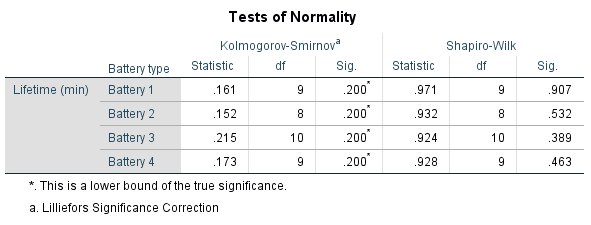 Tests of Normality
Kolmogorov-Smirnovᵃ Shapiro-Wilk
Battery type Statistic df Sig. Statistic df Sig.
Lifetime (min) Battery 1 .161 9 .200* .971 9 .907
Battery 2 .152 8 .200* .932 8 .532
Battery 3 .215 10 .200* .924 10 .389
Battery 4 .173 9 .200* .928 9 .463
*. This is a lower bound of the true significance.
a. Lilliefors Significance Correction